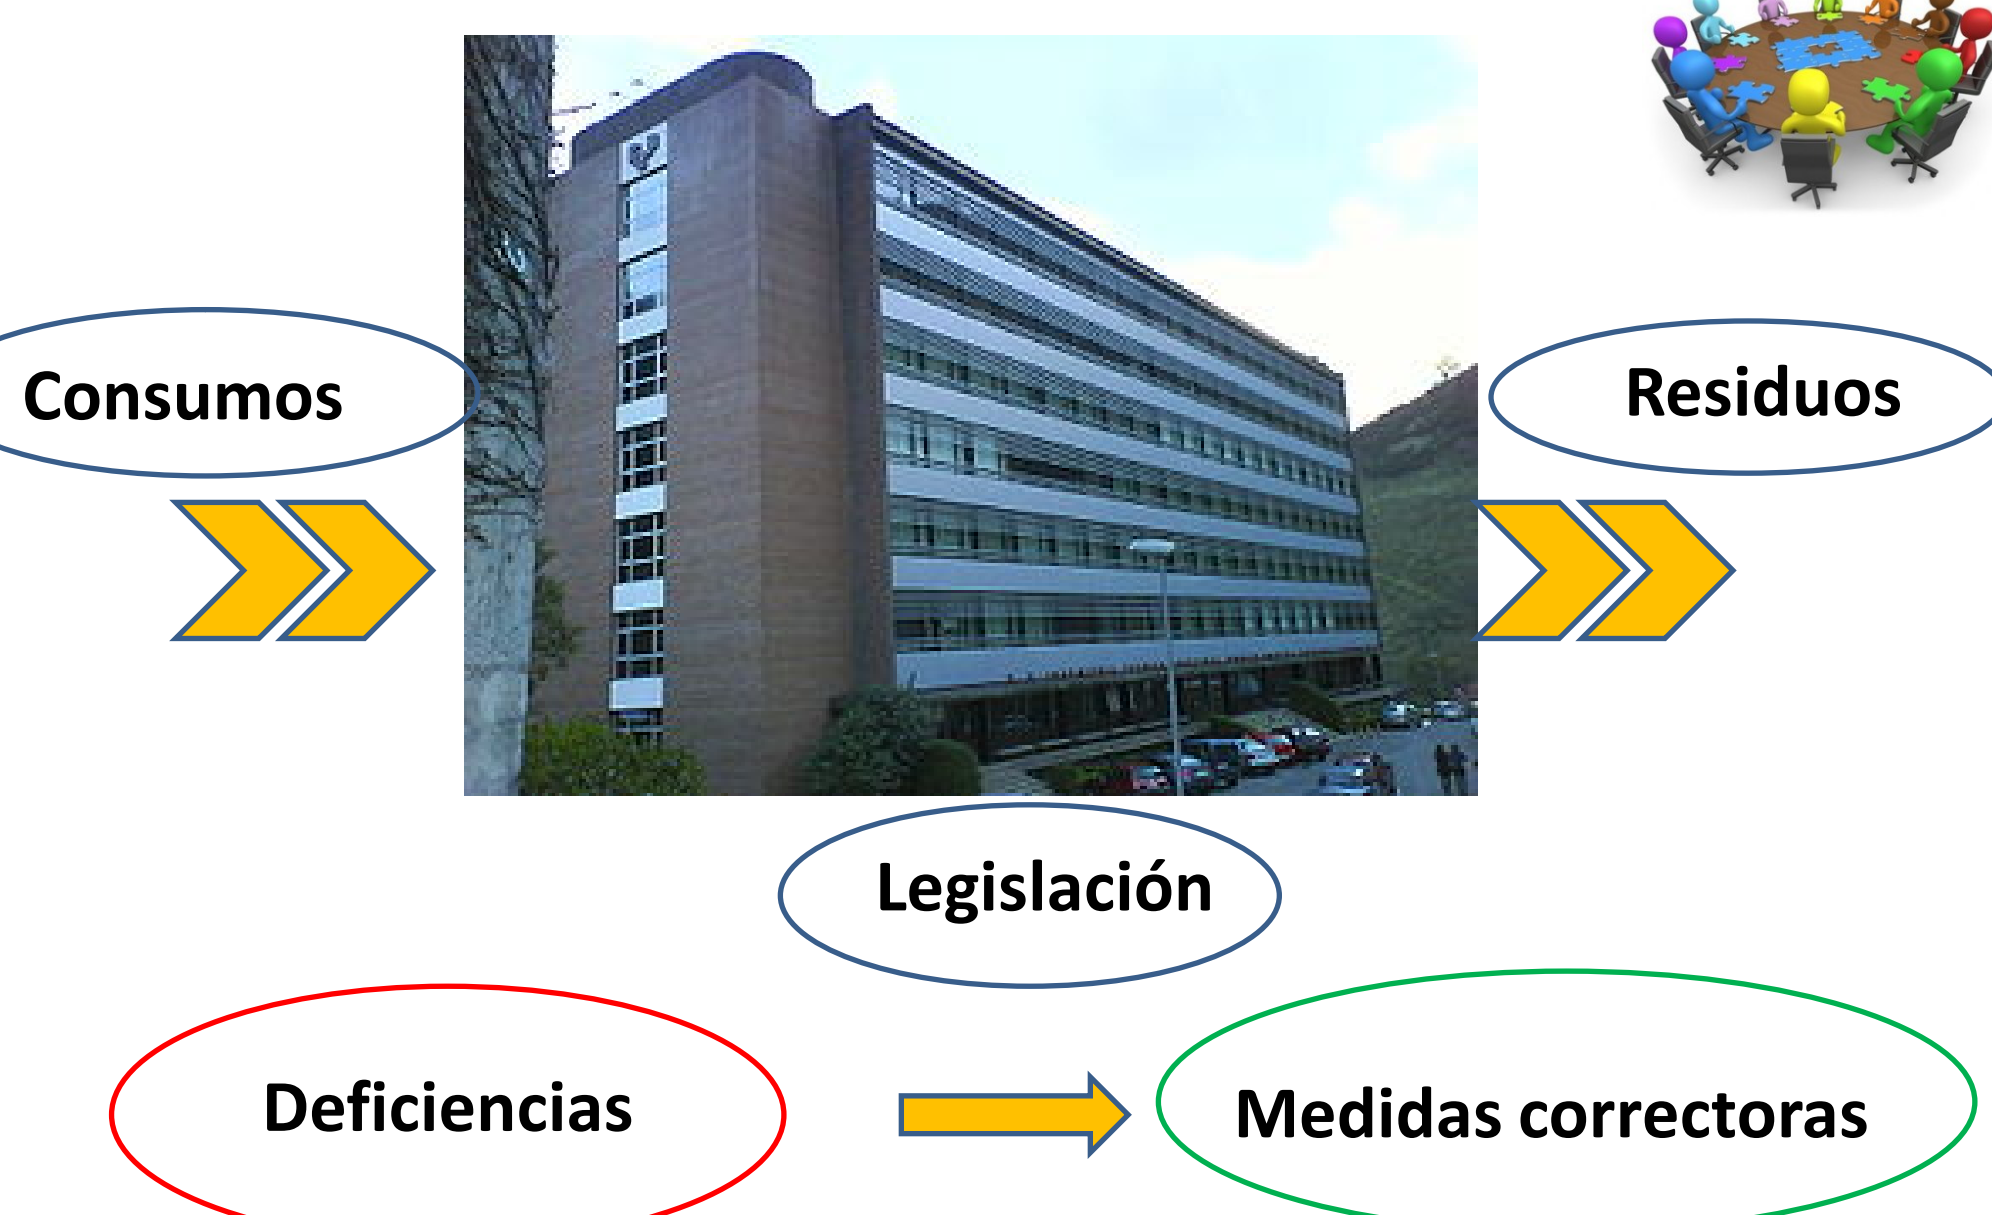 Consumos
Residuos
Legislación
Deficiencias
Medidas correctoras